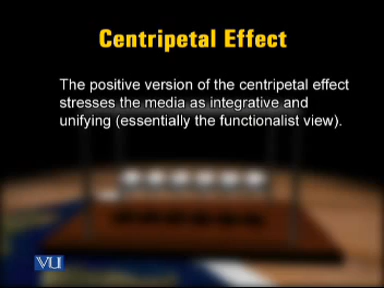 Centripetal Effect
The positive version of the centripetal effect
stresses the media as integrative and
unifying (essentially the functionalist view).
VU